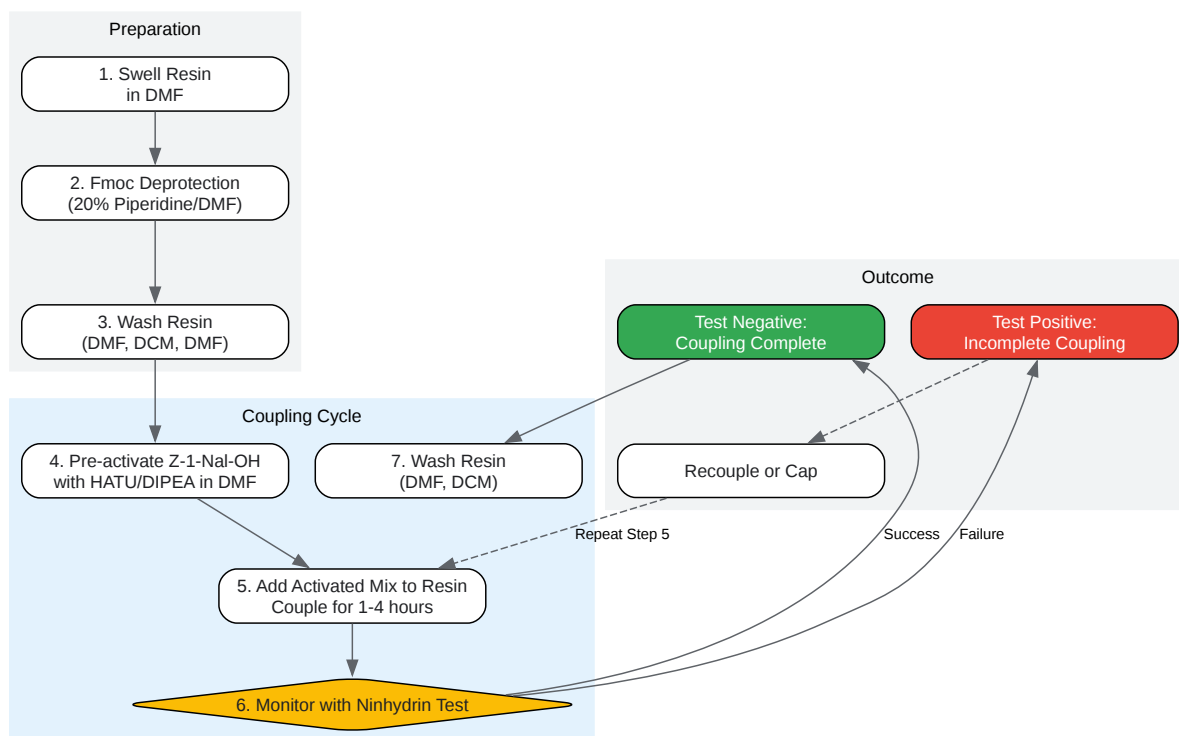 Preparation
1. Swell Resin
in DMF
2. Fmoc Deprotection
(20% Piperidine/DMF)
3. Wash Resin
(DMF, DCM, DMF)
Outcome
Test Negative:
Coupling Complete
Test Positive:
Incomplete Coupling
Recouple or Cap
Coupling Cycle
4. Pre-activate Z-1-Nal-OH
with HATU/DIPEA in DMF
7. Wash Resin
(DMF, DCM)
Repeat Step 5
Success
Failure
5. Add Activated Mix to Resin
Couple for 1-4 hours
6. Monitor with Ninhydrin Test